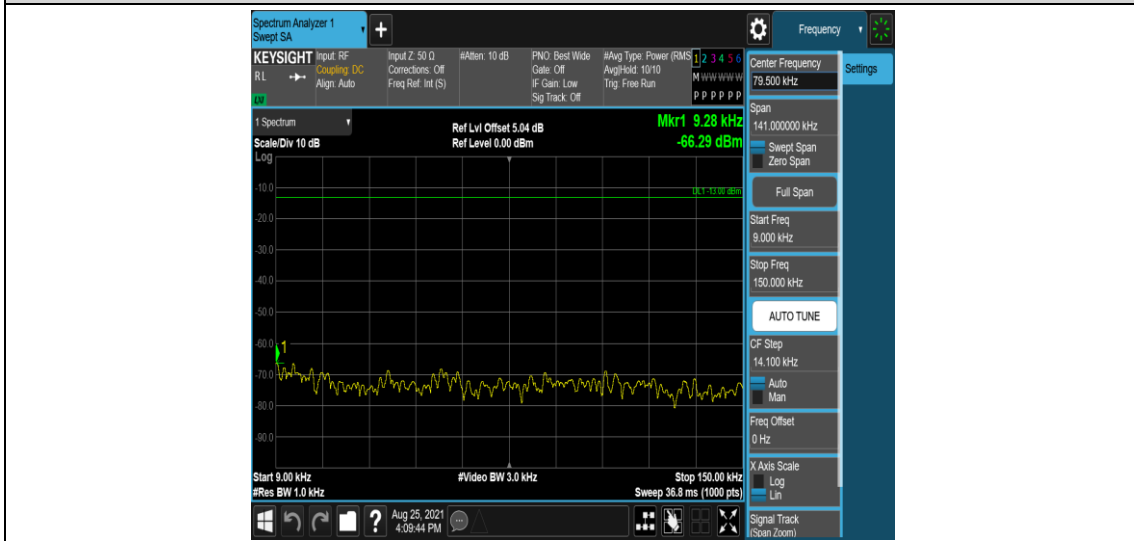 Spectrum Analyzer 1
Swept SA
+
Frequency
KEYSIGHT
RL
LXI
Input: RF
Coupling: DC
Align: Auto
Input Z: 50 Ω
Corrections: Off
Freq Ref: Int (S)
#Atten: 10 dB
PNO: Best Wide
Gate: Off
IF Gain: Low
Sig Track: Off
#Avg Type: Power (RMS
Avg|Hold: 10/10
Trig: Free Run
1 2 3 4 5 6
M W W W W W
P P P P P P
Center Frequency
79.500 kHz
Settings
Span
141.000000 kHz
Swept Span
Zero Span
Full Span
Start Freq
9.000 kHz
Stop Freq
150.000 kHz
AUTO TUNE
CF Step
14.100 kHz
Auto
Man
Freq Offset
0 Hz
X Axis Scale
Log
Lin
Signal Track
(Span Zoom)
1 Spectrum
Scale/Div 10 dB
Log
Ref Lvl Offset 5.04 dB
Ref Level 0.00 dBm
Mkr1 9.28 kHz
-66.29 dBm
DL1 -13.00 dBm
-10.0
-20.0
-30.0
-40.0
-50.0
-60.0
1
-70.0
-80.0
-90.0
Start 9.00 kHz
#Res BW 1.0 kHz
#Video BW 3.0 kHz
Stop 150.00 kHz
Sweep 36.8 ms (1000 pts)
?
Aug 25, 2021
4:09:44 PM